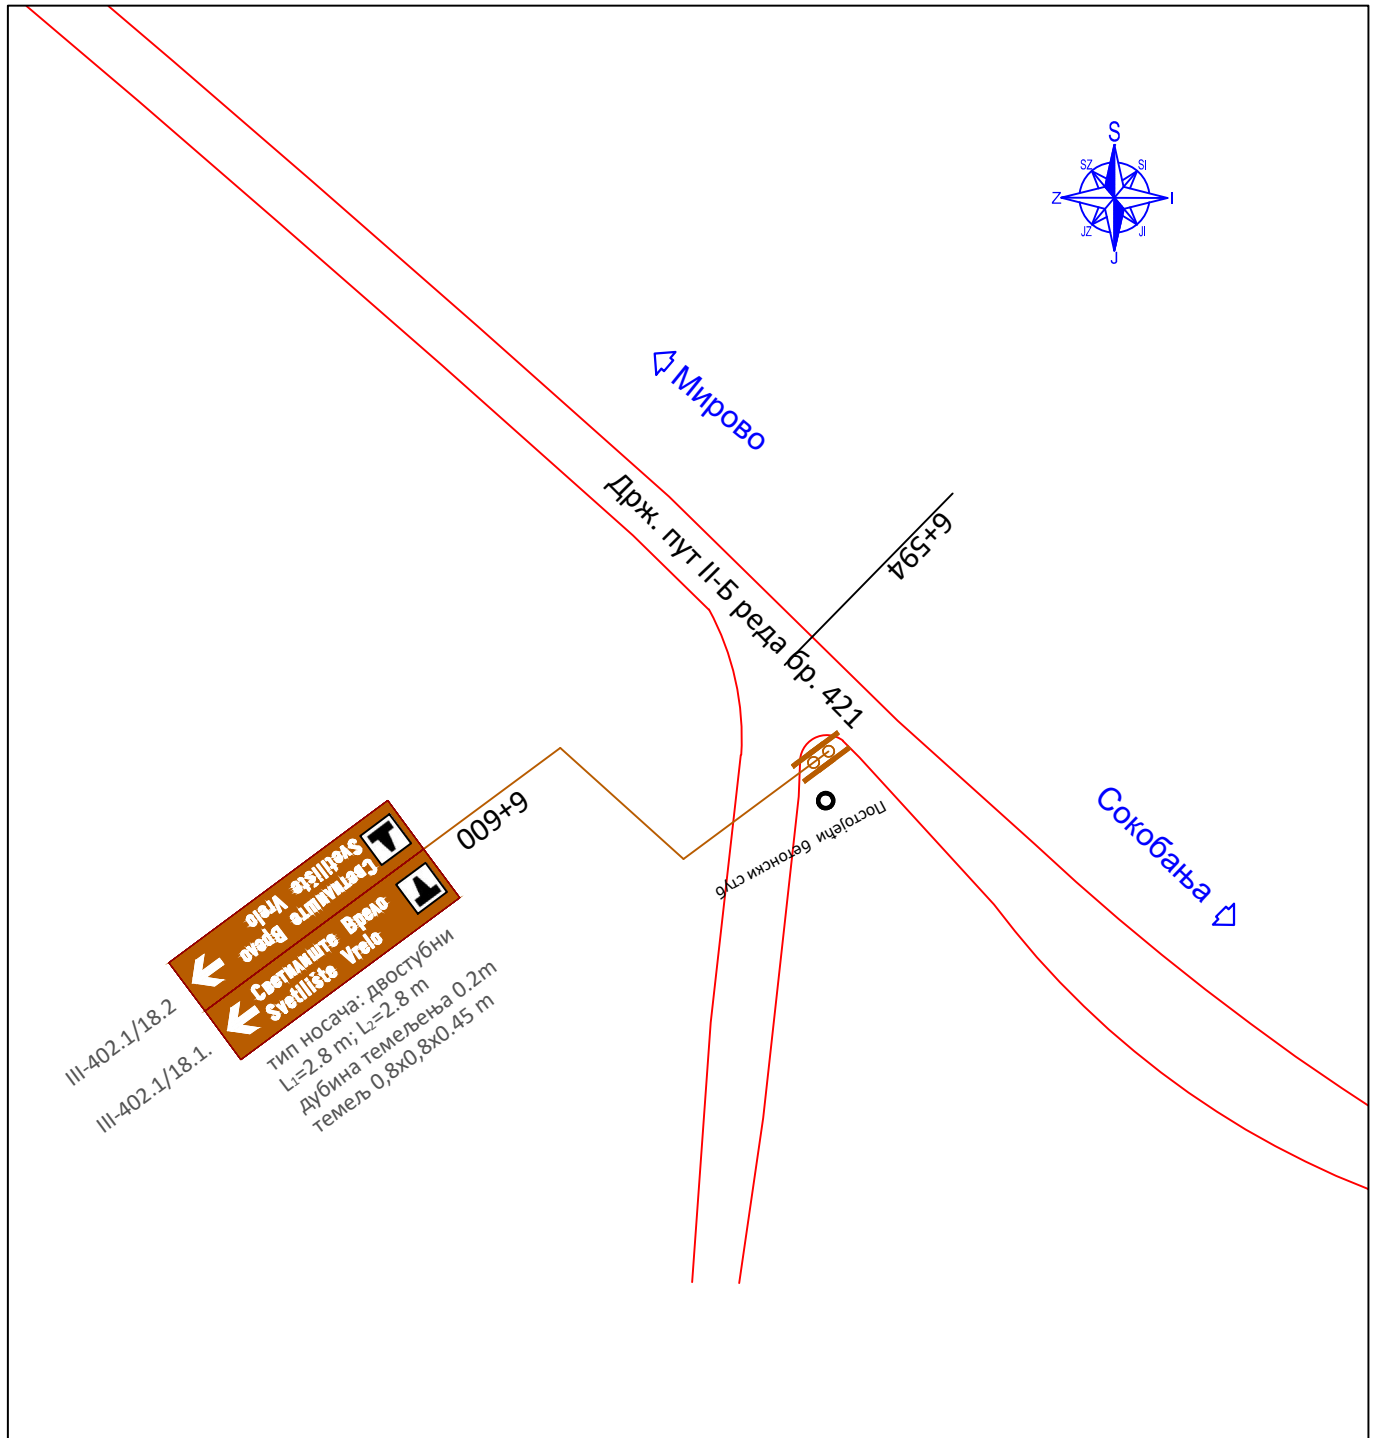 S
SZ
SI
Z
I
JZ
JI
J
Мирово
Држ. пут II-Б реда бр. 421
6+594
Сокобања
6+600
Постојећи бетонски стуб
Светилиште Врело
Svetilište Vrelo
Светилиште Врело
Svetilište Vrelo
III-402.1/18.2
III-402.1/18.1.
тип носача: двостубни
L₁=2.8 m; L₂=2.8 m
дубина темељења 0.2m
темељ 0,8x0,8x0.45 m